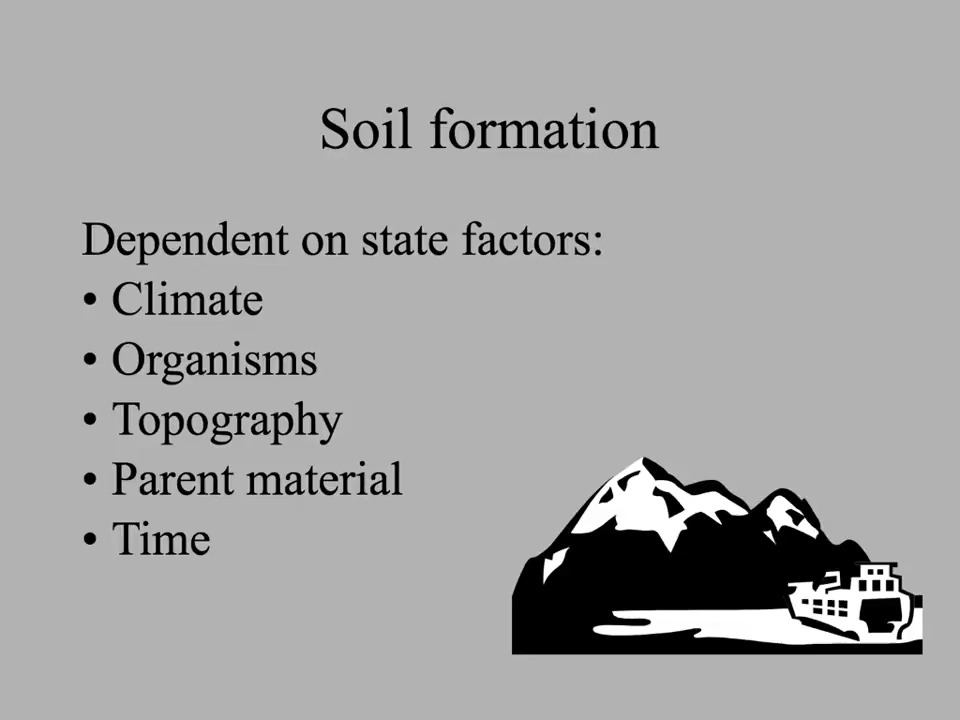 Soil formation
Dependent on state factors:
• Climate
• Organisms
• Topography
• Parent material
• Time